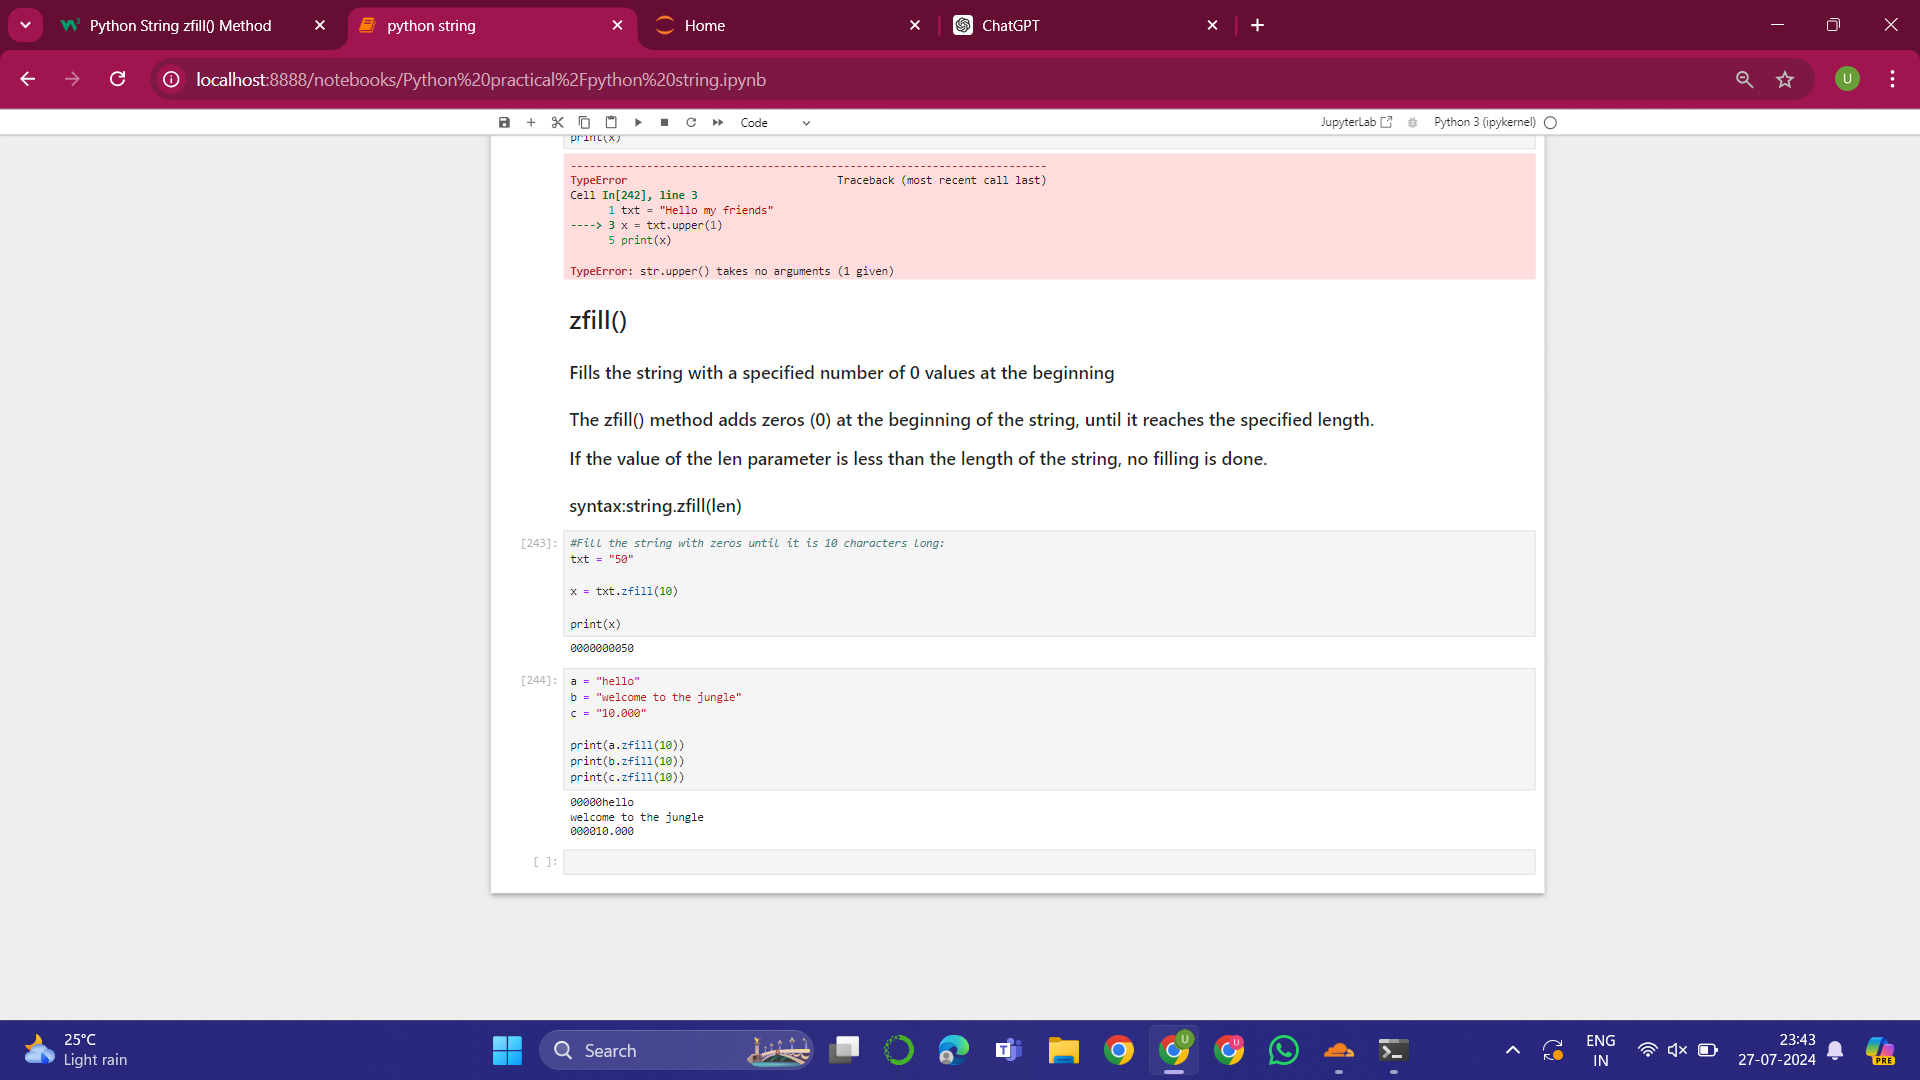 Python String zfill() Method
python string
Home
ChatGPT
localhost:8888/notebooks/Python%20practical%2Fpython%20string.ipynb
U
Code
JupyterLab
Python 3 (ipykernel)
print(x)
---------------------------------------------------------------------------
TypeError                                 Traceback (most recent call last)
Cell In[242], line 3
      1 txt = "Hello my friends"
----> 3 x = txt.upper(1)
      5 print(x)
TypeError: str.upper() takes no arguments (1 given)
zfill()
Fills the string with a specified number of 0 values at the beginning
The zfill() method adds zeros (0) at the beginning of the string, until it reaches the specified length.
If the value of the len parameter is less than the length of the string, no filling is done.
syntax:string.zfill(len)
[243]: #Fill the string with zeros until it is 10 characters long:
txt = "50"
x = txt.zfill(10)
print(x)
0000000050
[244]: a = "hello"
b = "welcome to the jungle"
c = "10.000"
print(a.zfill(10))
print(b.zfill(10))
print(c.zfill(10))
00000hello
welcome to the jungle
000010.000
[ ]:
25°C
Light rain
Search
U
U
ENG
IN
23:43
27-07-2024
PRE